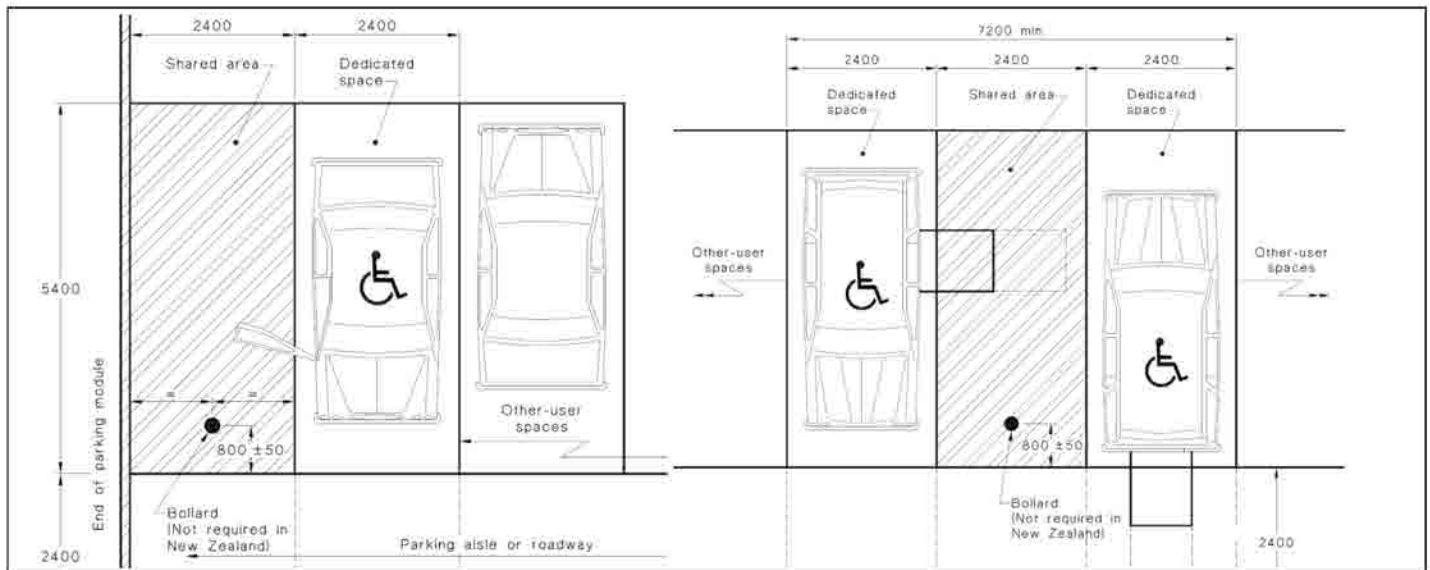 2400
2400
Shared area
Dedicated
space
5400
End of parking module
=
=
800 ±50
Other-user
spaces
Bollard
(Not required in
New Zealand)
2400
Parking aisle or roadway
7200 min.
2400
2400
2400
Dedicated
space
Shared area
Dedicated
space
Other-user
spaces
Other-user
spaces
800 ±50
Bollard
(Not required in
New Zealand)
2400